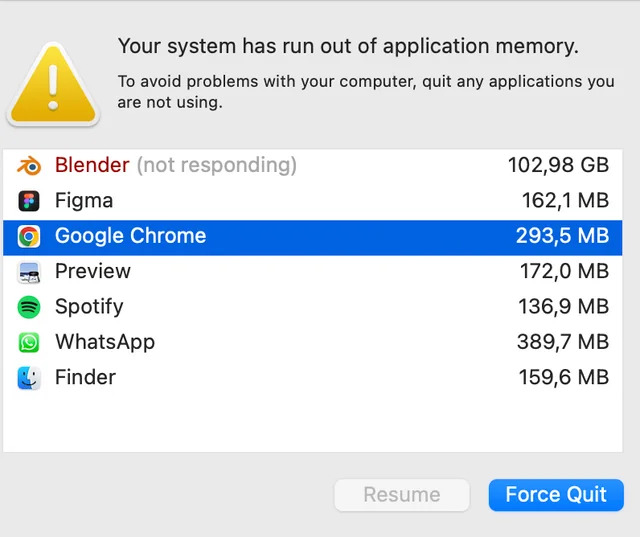 Your system has run out of application memory.
To avoid problems with your computer, quit any applications you
are not using.
Blender (not responding) 102,98 GB
Figma 162,1 MB
Google Chrome 293,5 MB
Preview 172,0 MB
Spotify 136,9 MB
WhatsApp 389,7 MB
Finder 159,6 MB
Resume Force Quit